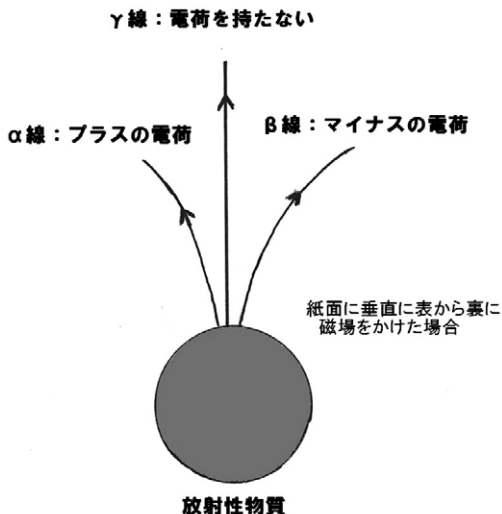 γ線：電荷を持たない
α線：プラスの電荷
β線：マイナスの電荷
紙面に垂直に表から裏に
磁場をかけた場合
放射性物質